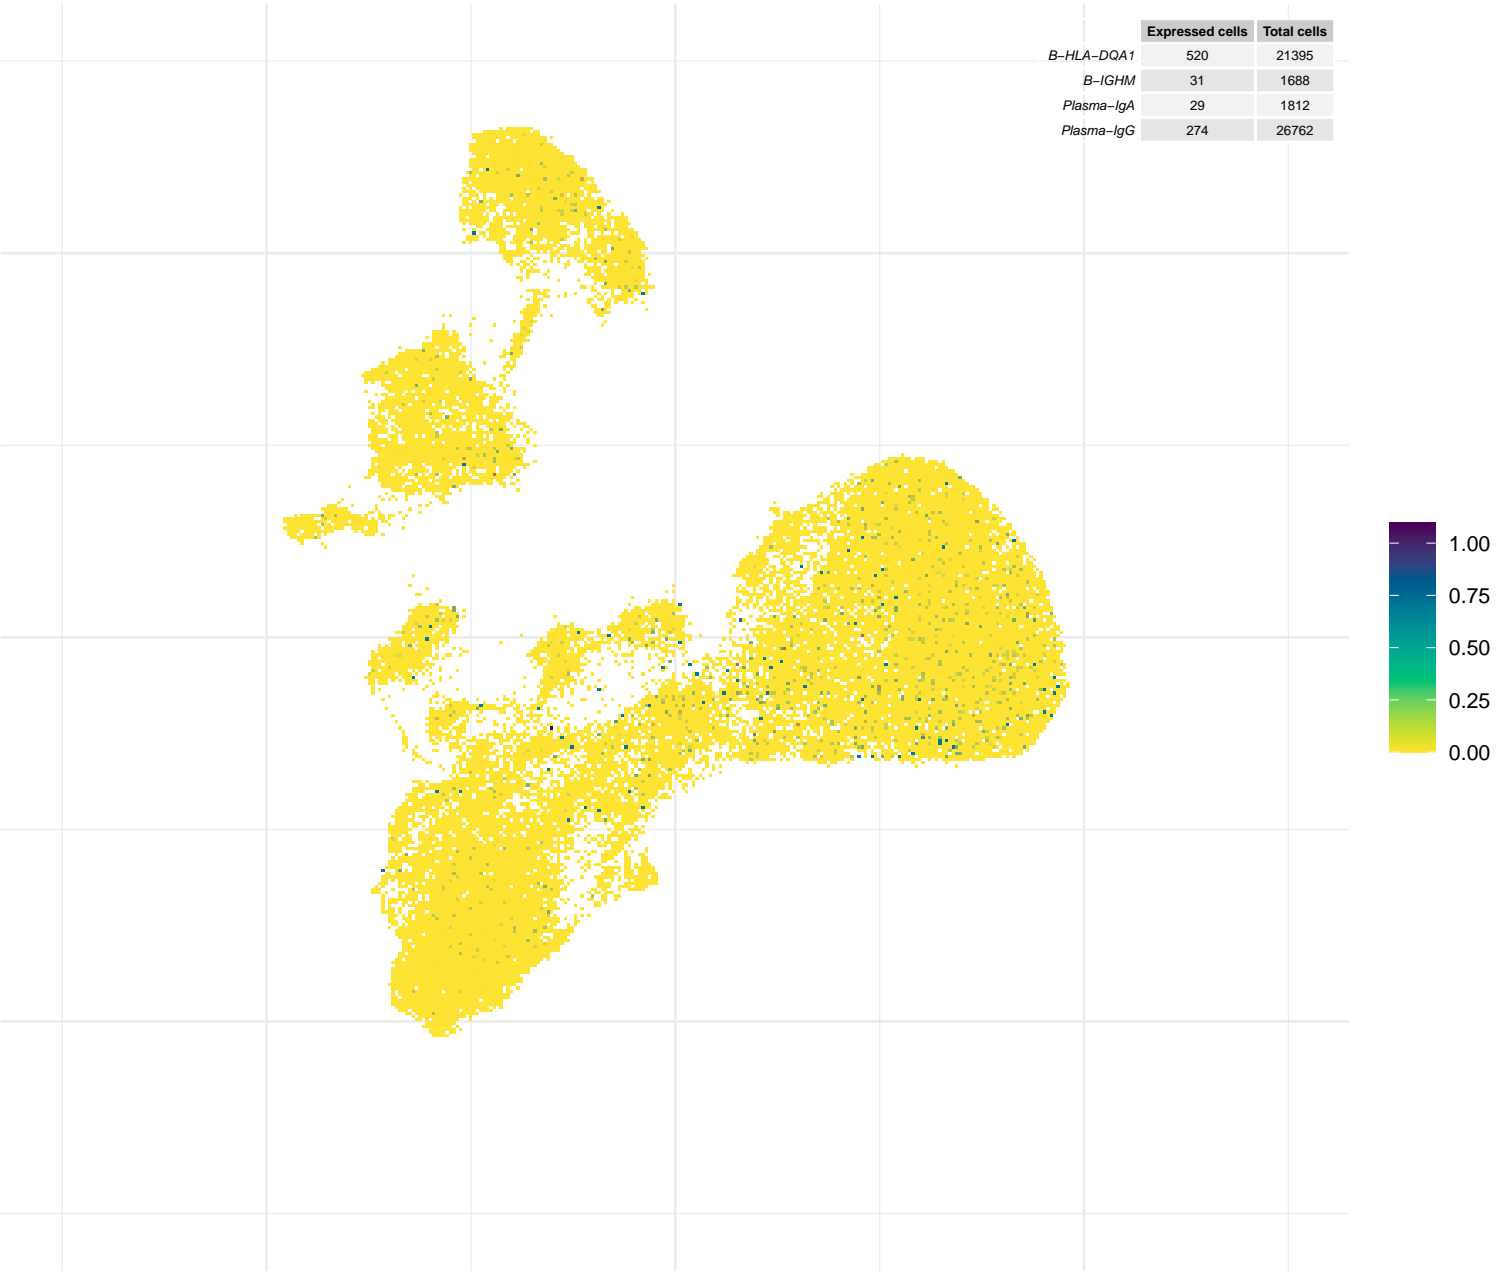 Expressed cells Total cells
B−HLA−DQA1 520 21395
B−IGHM 31 1688
Plasma−IgA 29 1812
Plasma−IgG 274 26762
1.00
0.75
0.50
0.25
0.00